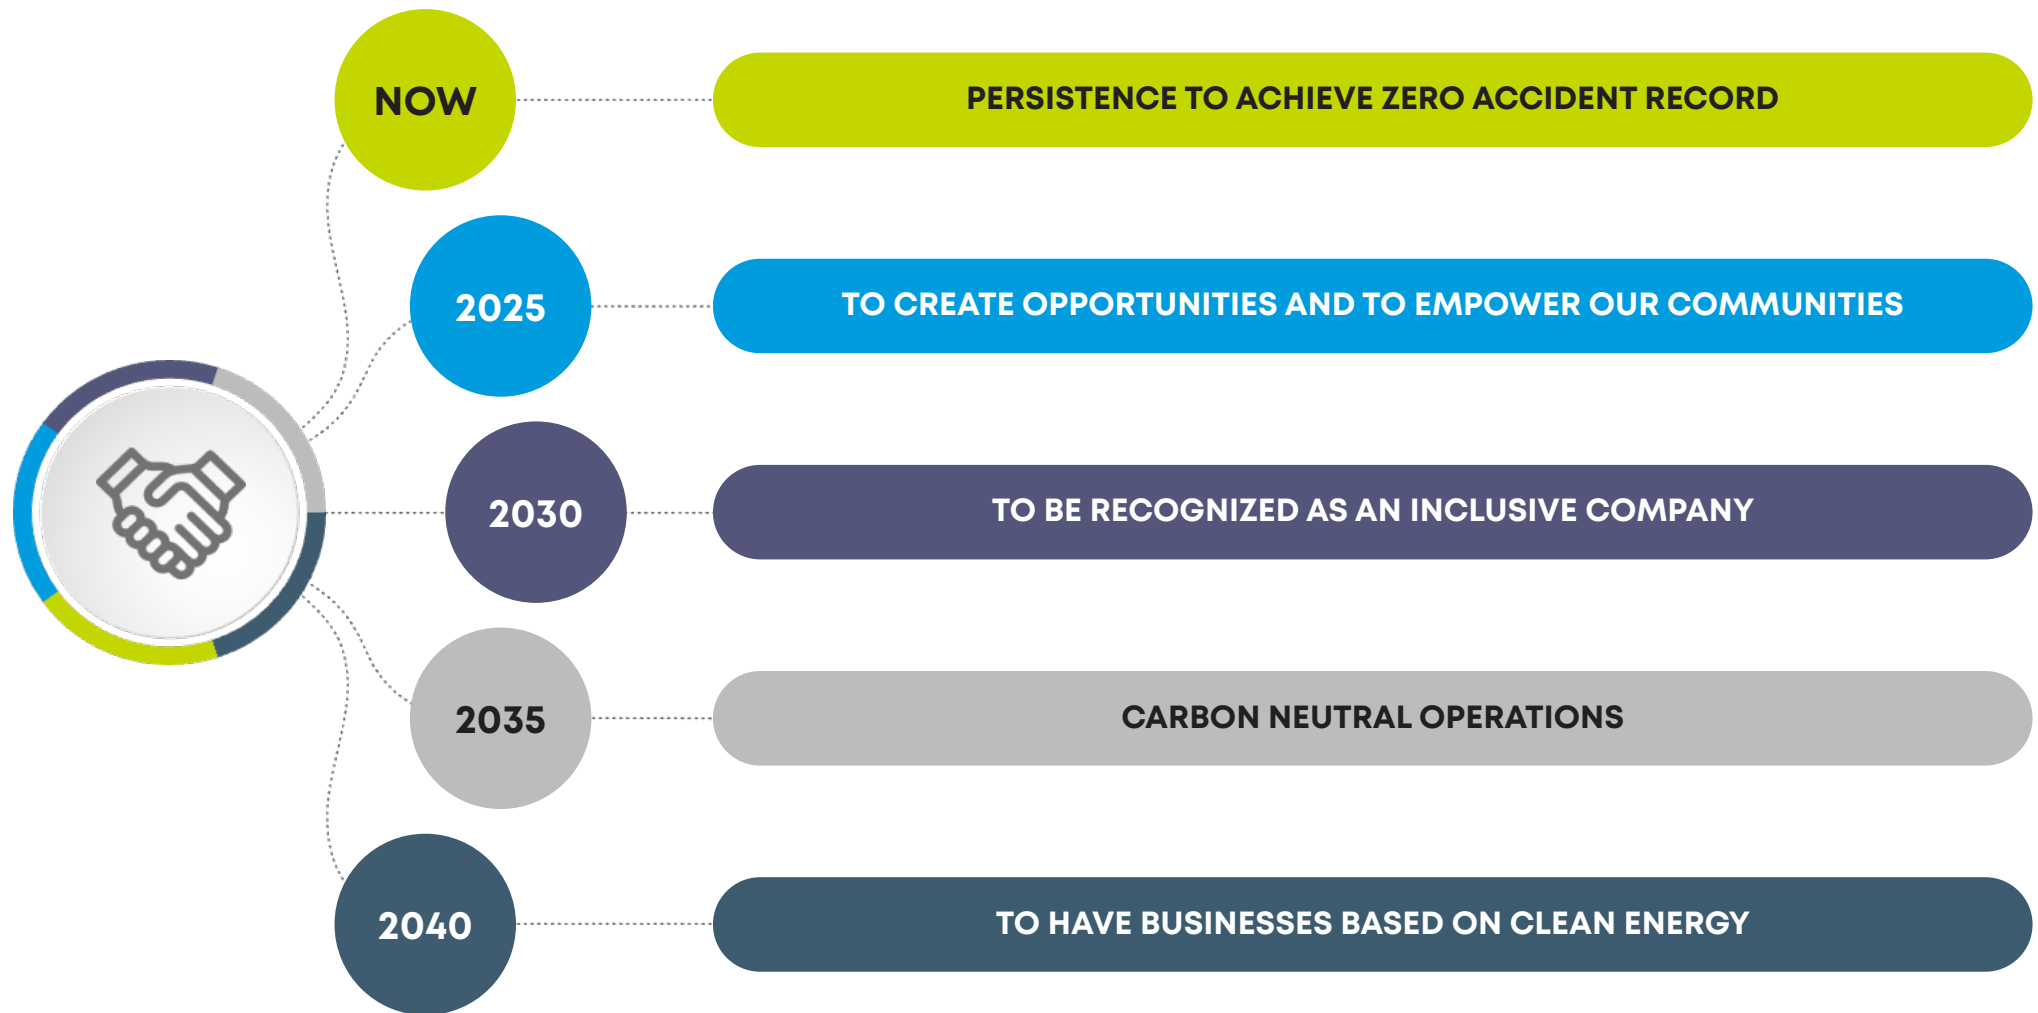 NOW
PERSISTENCE TO ACHIEVE ZERO ACCIDENT RECORD
2025
TO CREATE OPPORTUNITIES AND TO EMPOWER OUR COMMUNITIES
2030
TO BE RECOGNIZED AS AN INCLUSIVE COMPANY
2035
CARBON NEUTRAL OPERATIONS
2040
TO HAVE BUSINESSES BASED ON CLEAN ENERGY